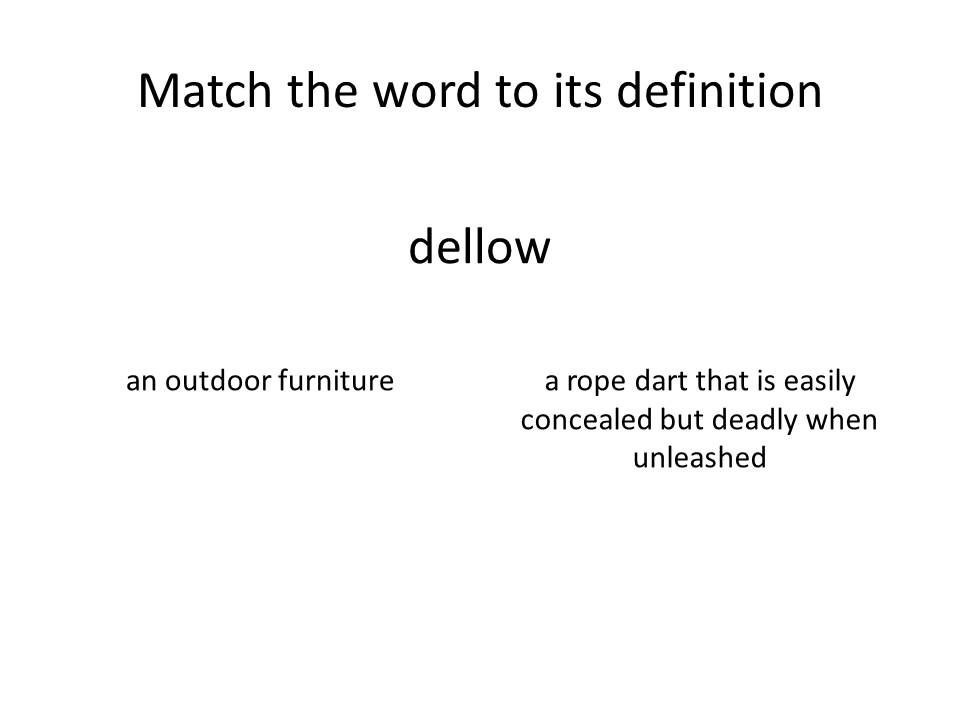 Match the word to its definition
dellow
an outdoor furniture
a rope dart that is easily
concealed but deadly when
unleashed